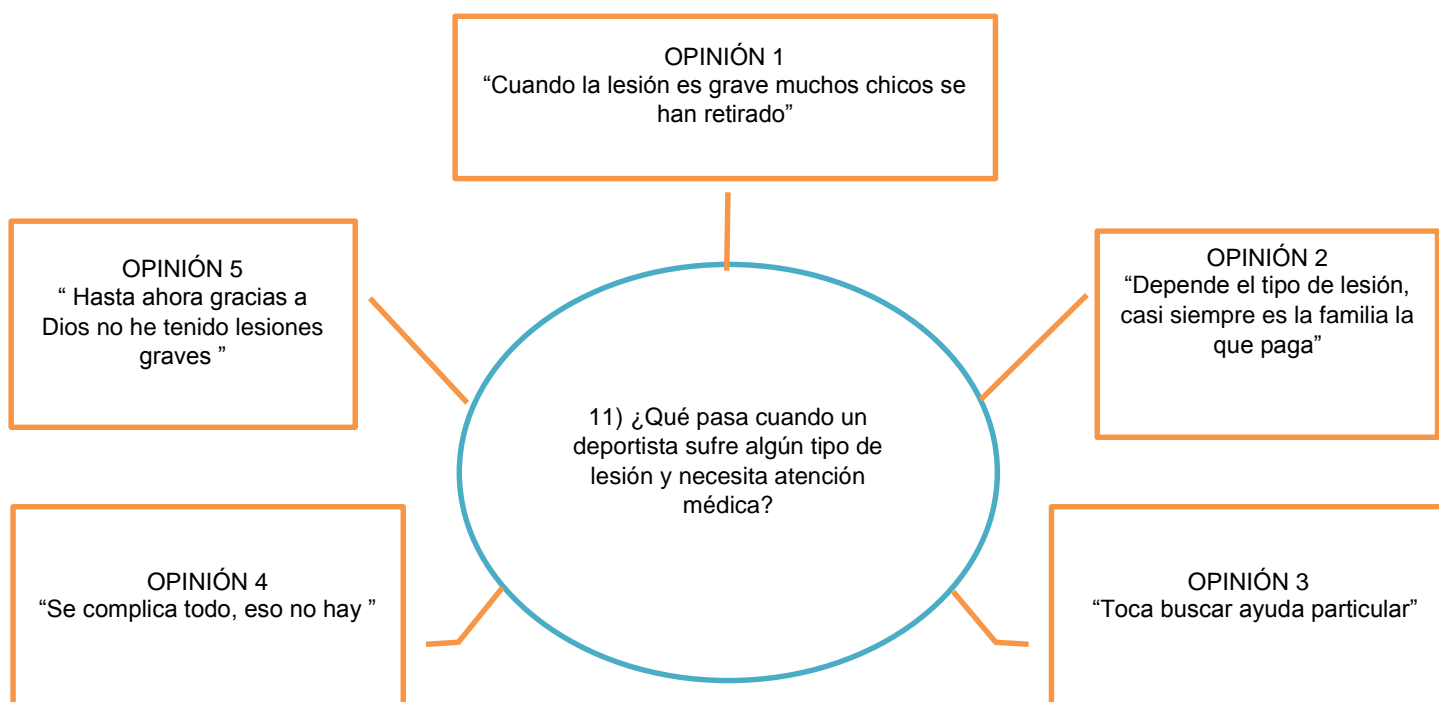 OPINIÓN 1
“Cuando la lesión es grave muchos chicos se
han retirado”
OPINIÓN 5
“ Hasta ahora gracias a
Dios no he tenido lesiones
graves ”
OPINIÓN 2
“Depende el tipo de lesión,
casi siempre es la familia la
que paga”
11) ¿Qué pasa cuando un
deportista sufre algún tipo de
lesión y necesita atención
médica?
OPINIÓN 4
“Se complica todo, eso no hay ”
OPINIÓN 3
“Toca buscar ayuda particular”